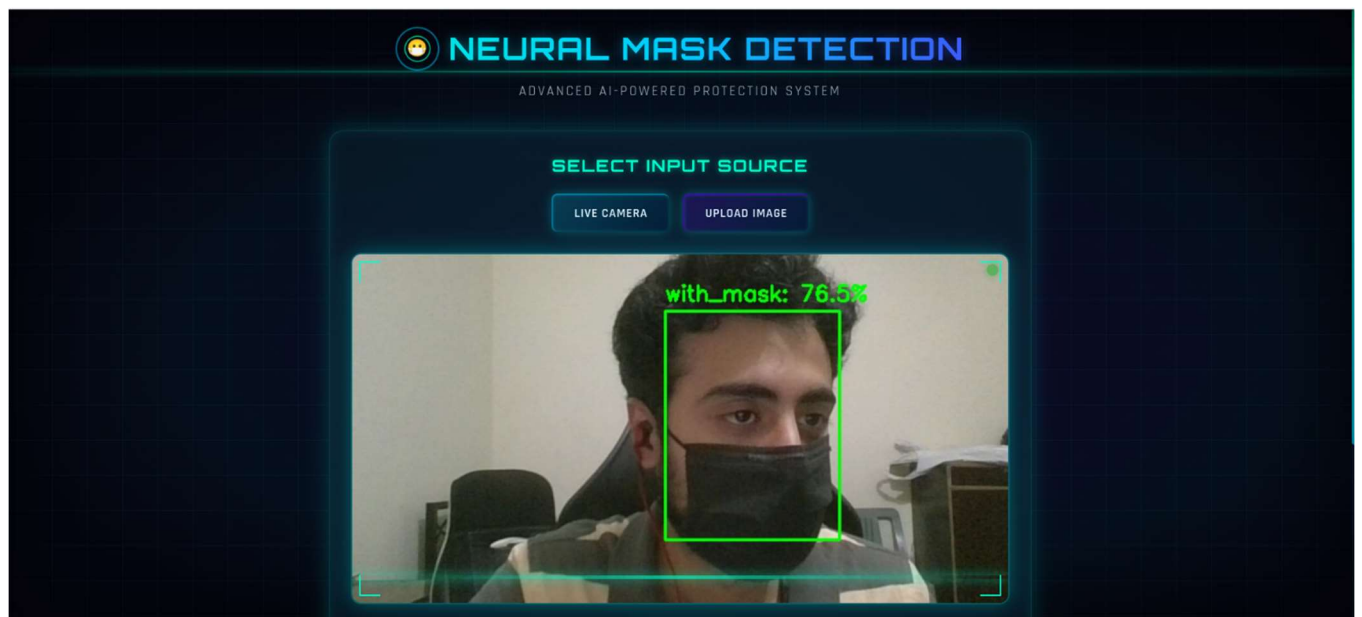 NEURAL MASK DETECTION
ADVANCED AI-POWERED PROTECTION SYSTEM
SELECT INPUT SOURCE
LIVE CAMERA UPLOAD IMAGE
with_mask: 76.5%